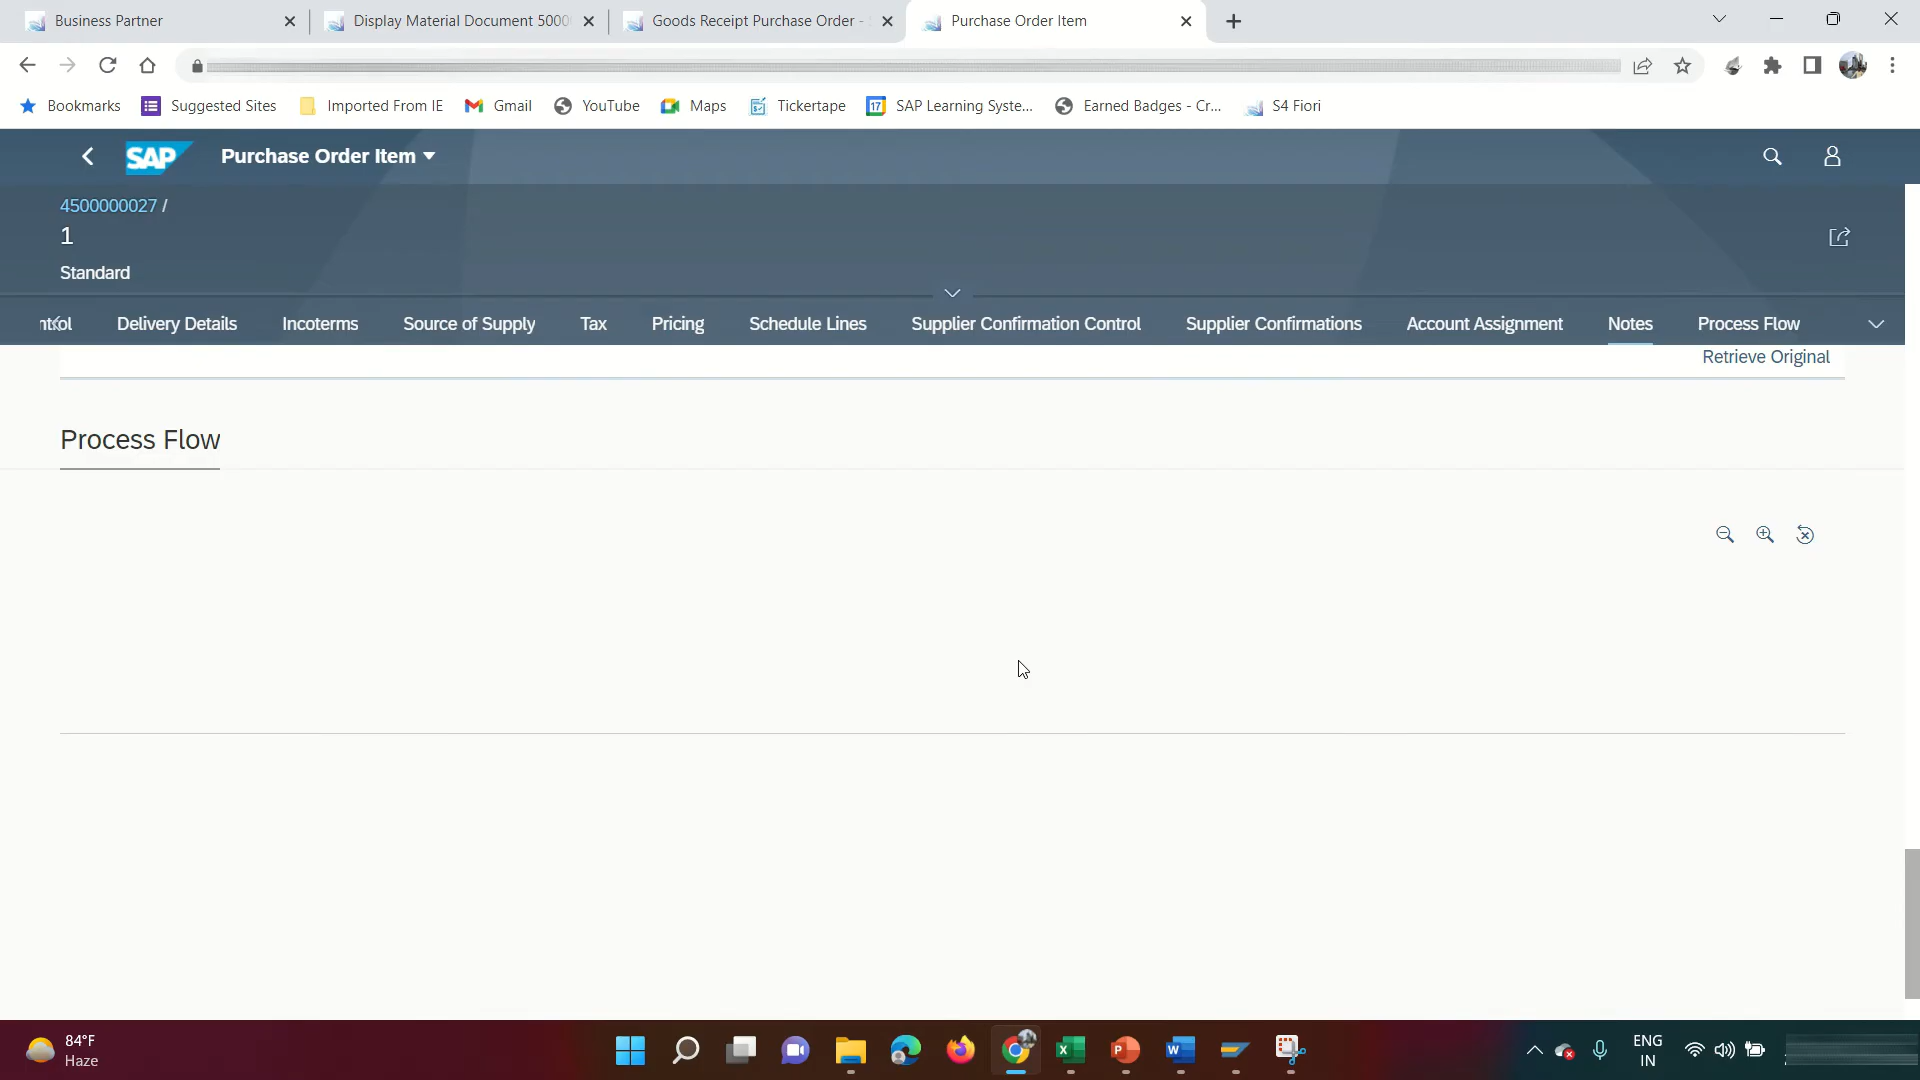 Business Partner
Display Material Document 5000
Goods Receipt Purchase Order -
Purchase Order Item
Bookmarks
Suggested Sites
Imported From IE
Gmail
YouTube
Maps
Tickertape
17
SAP Learning Syste...
Earned Badges - Cr...
S4 Fiori
SAP
Purchase Order Item
4500000027 /
1
Standard
Delivery Details
Incoterms
Source of Supply
Tax
Pricing
Schedule Lines
Supplier Confirmation Control
Supplier Confirmations
Account Assignment
Notes
Process Flow
Retrieve Original
Process Flow
84°F
Haze
ENG
IN